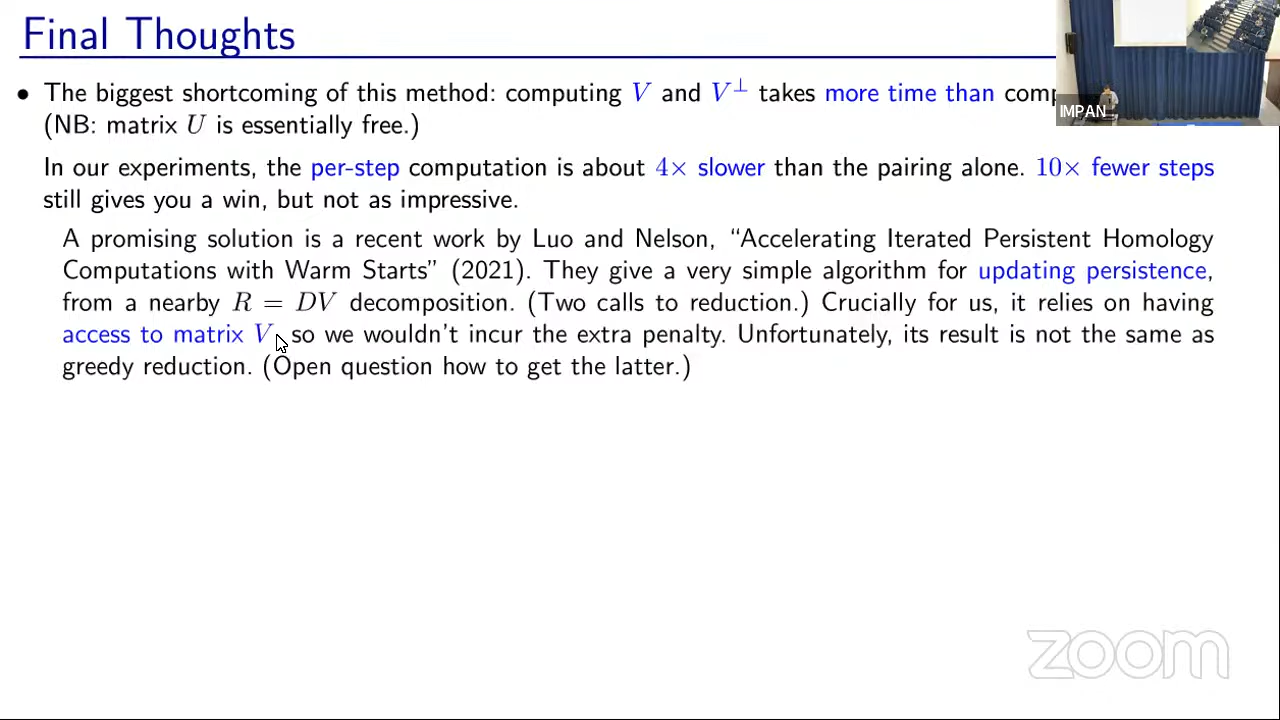 Final Thoughts
• The biggest shortcoming of this method: computing V and V⊥ takes more time than
(NB: matrix U is essentially free.)
In our experiments, the per-step computation is about 4× slower than the pairing alone. 10× fewer steps
still gives you a win, but not as impressive.
A promising solution is a recent work by Luo and Nelson, “Accelerating Iterated Persistent Homology
Computations with Warm Starts” (2021). They give a very simple algorithm for updating persistence,
from a nearby R = DV decomposition. (Two calls to reduction.) Crucially for us, it relies on having
access to matrix V, so we wouldn't incur the extra penalty. Unfortunately, its result is not the same as
greedy reduction. (Open question how to get the latter.)
IMPAN
zoom